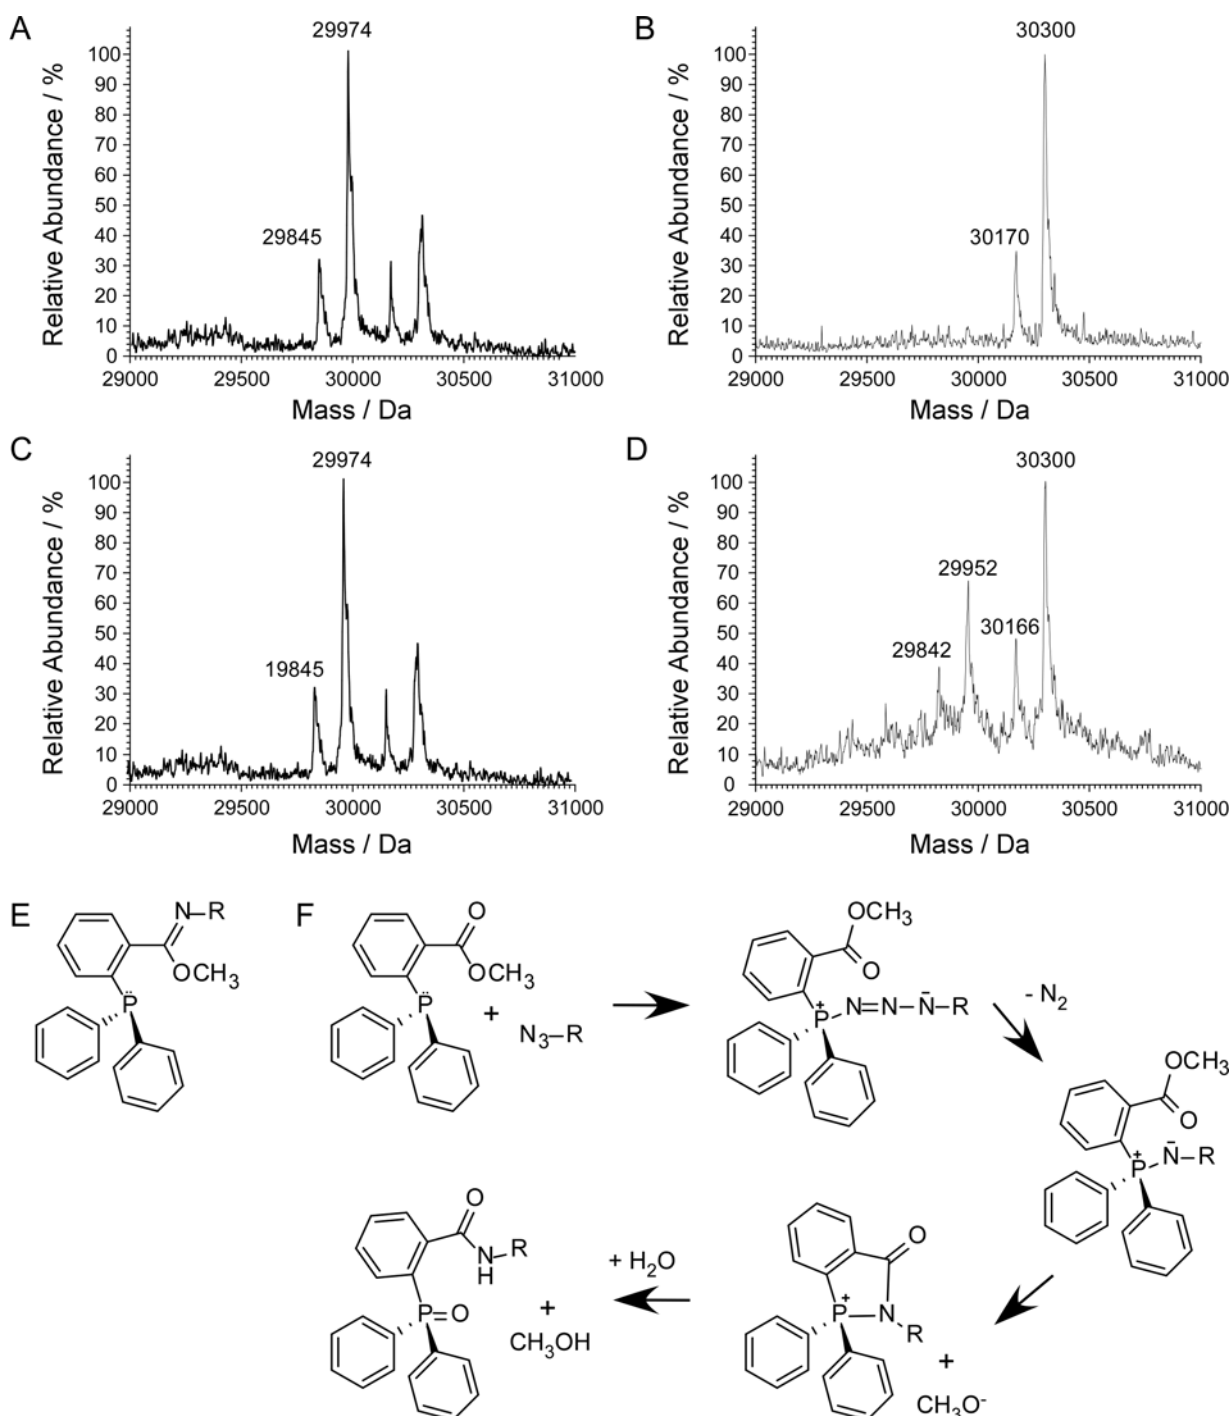 A
29974
Relative Abundance / %
100
90
80
70
60
50
40
30
20
10
0
29845
29000 29500 30000 30500 31000
Mass / Da
B
30300
Relative Abundance / %
100
90
80
70
60
50
40
30
20
10
0
30170
29000 29500 30000 30500 31000
Mass / Da
C
29974
Relative Abundance / %
100
90
80
70
60
50
40
30
20
10
0
19845
29000 29500 30000 30500 31000
Mass / Da
D
30300
Relative Abundance / %
100
90
80
70
60
50
40
30
20
10
0
29952
29842
30166
29000 29500 30000 30500 31000
Mass / Da
E
N-R
OCH3
P
F
O
OCH3
P
+
N3-R
OCH3
O
P+-N=N-N-R
- N2
OCH3
O
P+-N-R
O
P+-N
R
+
CH3O-
+ H2O
O
N-R
H
P=O
+
CH3OH